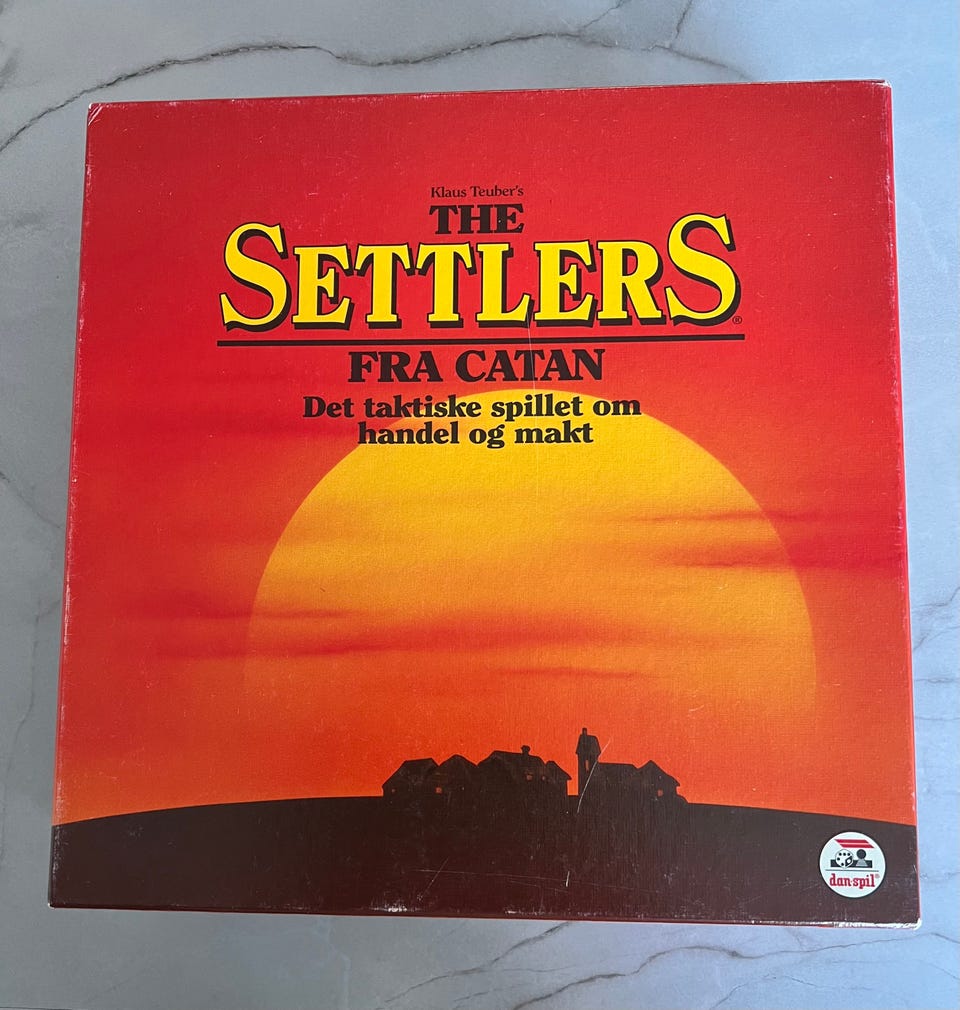 Klaus Teuber's
THE
SETTLERS®
FRA CATAN
Det taktiske spillet om
handel og makt
dan-spil®